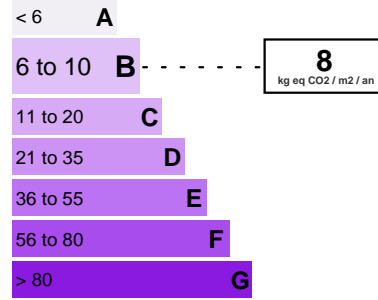 < 6 A
6 to 10 B
8
kg eq CO2 / m2 / an
11 to 20 C
21 to 35 D
36 to 55 E
56 to 80 F
> 80 G